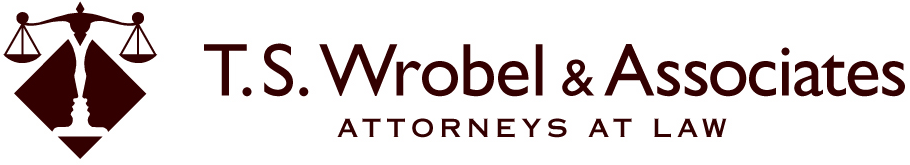 T. S. Wrobel & Associates
ATTORNEYS AT LAW